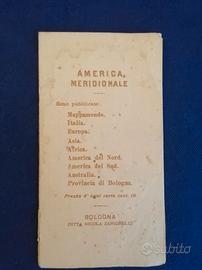 AMERICA
MERIDIONALE
Sono pubblicate:
Mappamondo.
Italia.
Europa.
Asia.
Africa.
America del Nord.
America del Sud.
Australia.
Provincia di Bologna.
Prezzo d' ogni carta cent. 10
BOLOGNA
DITTA NICOLA ZANICHELLI
subito